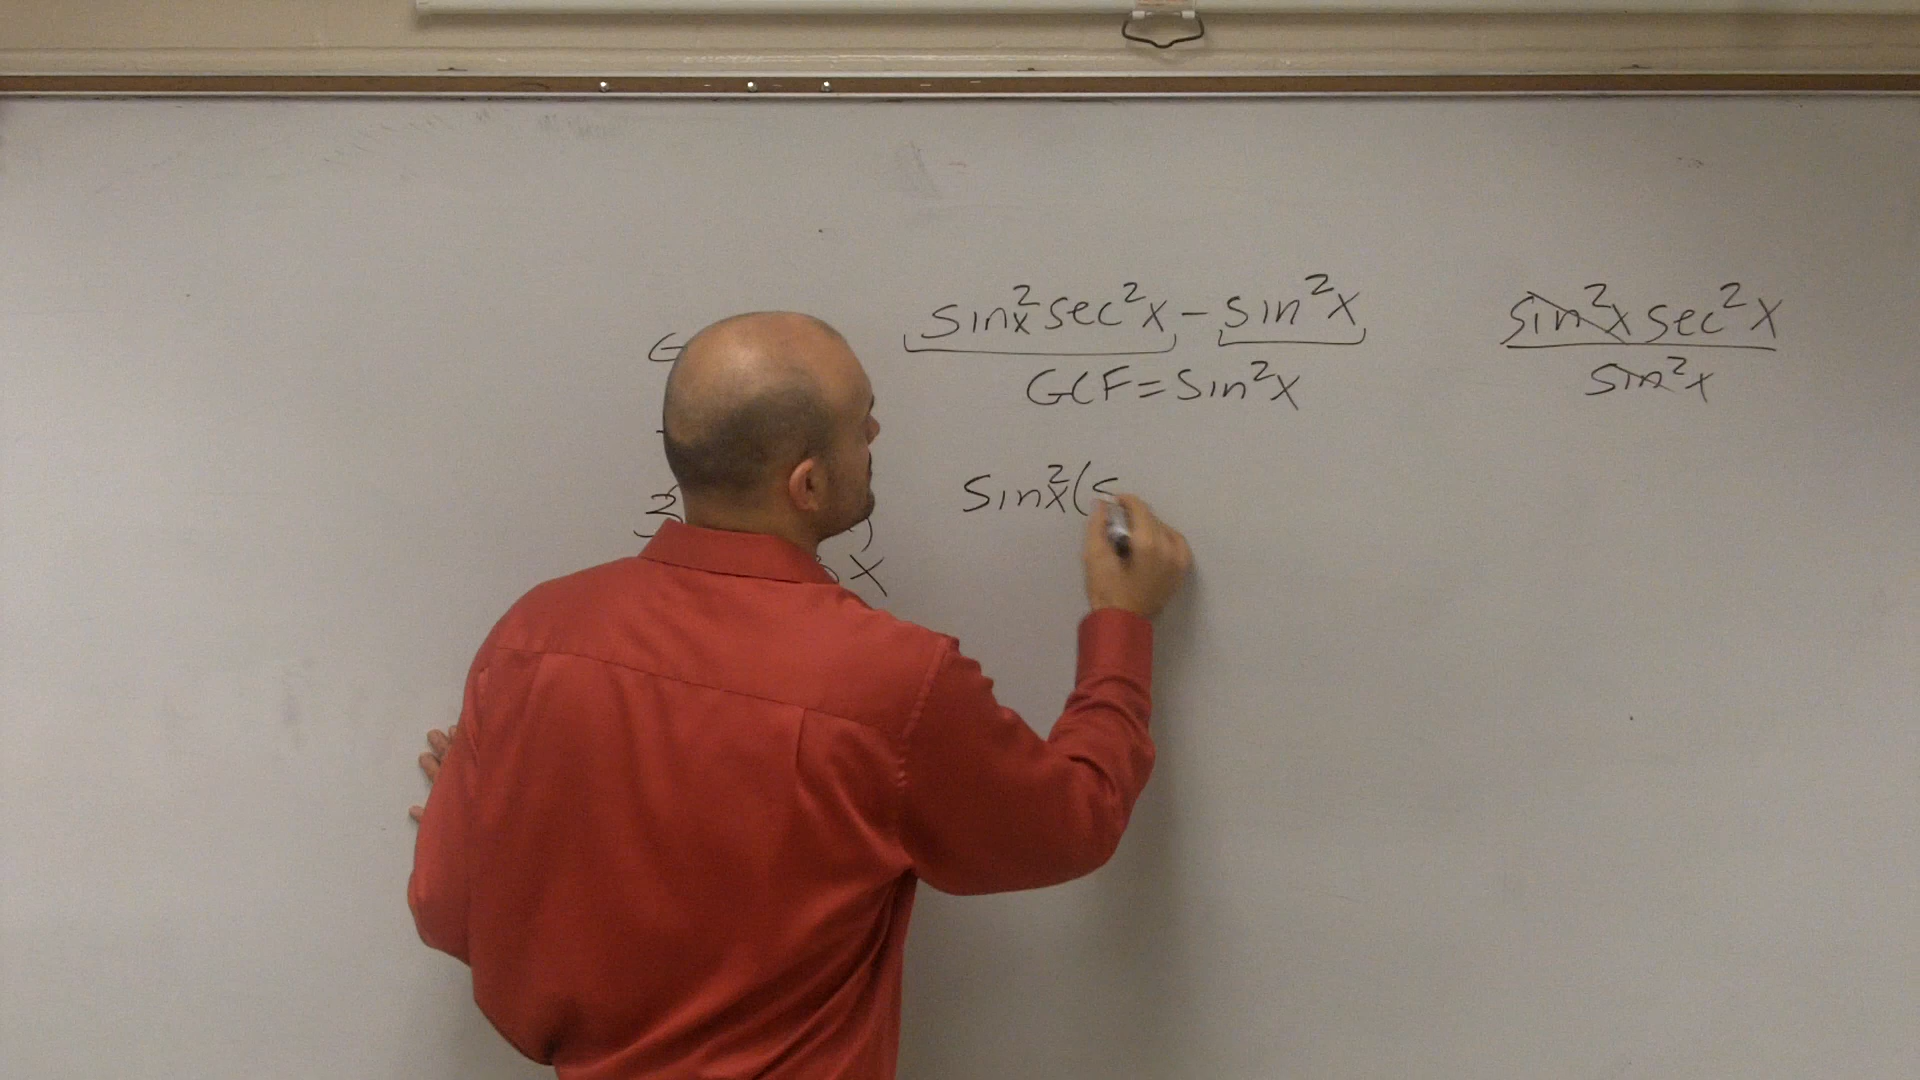 sin²x sec²x - sin²x
sin²x sec²x
sin²x
GCF = sin²x
sin²x(s
x